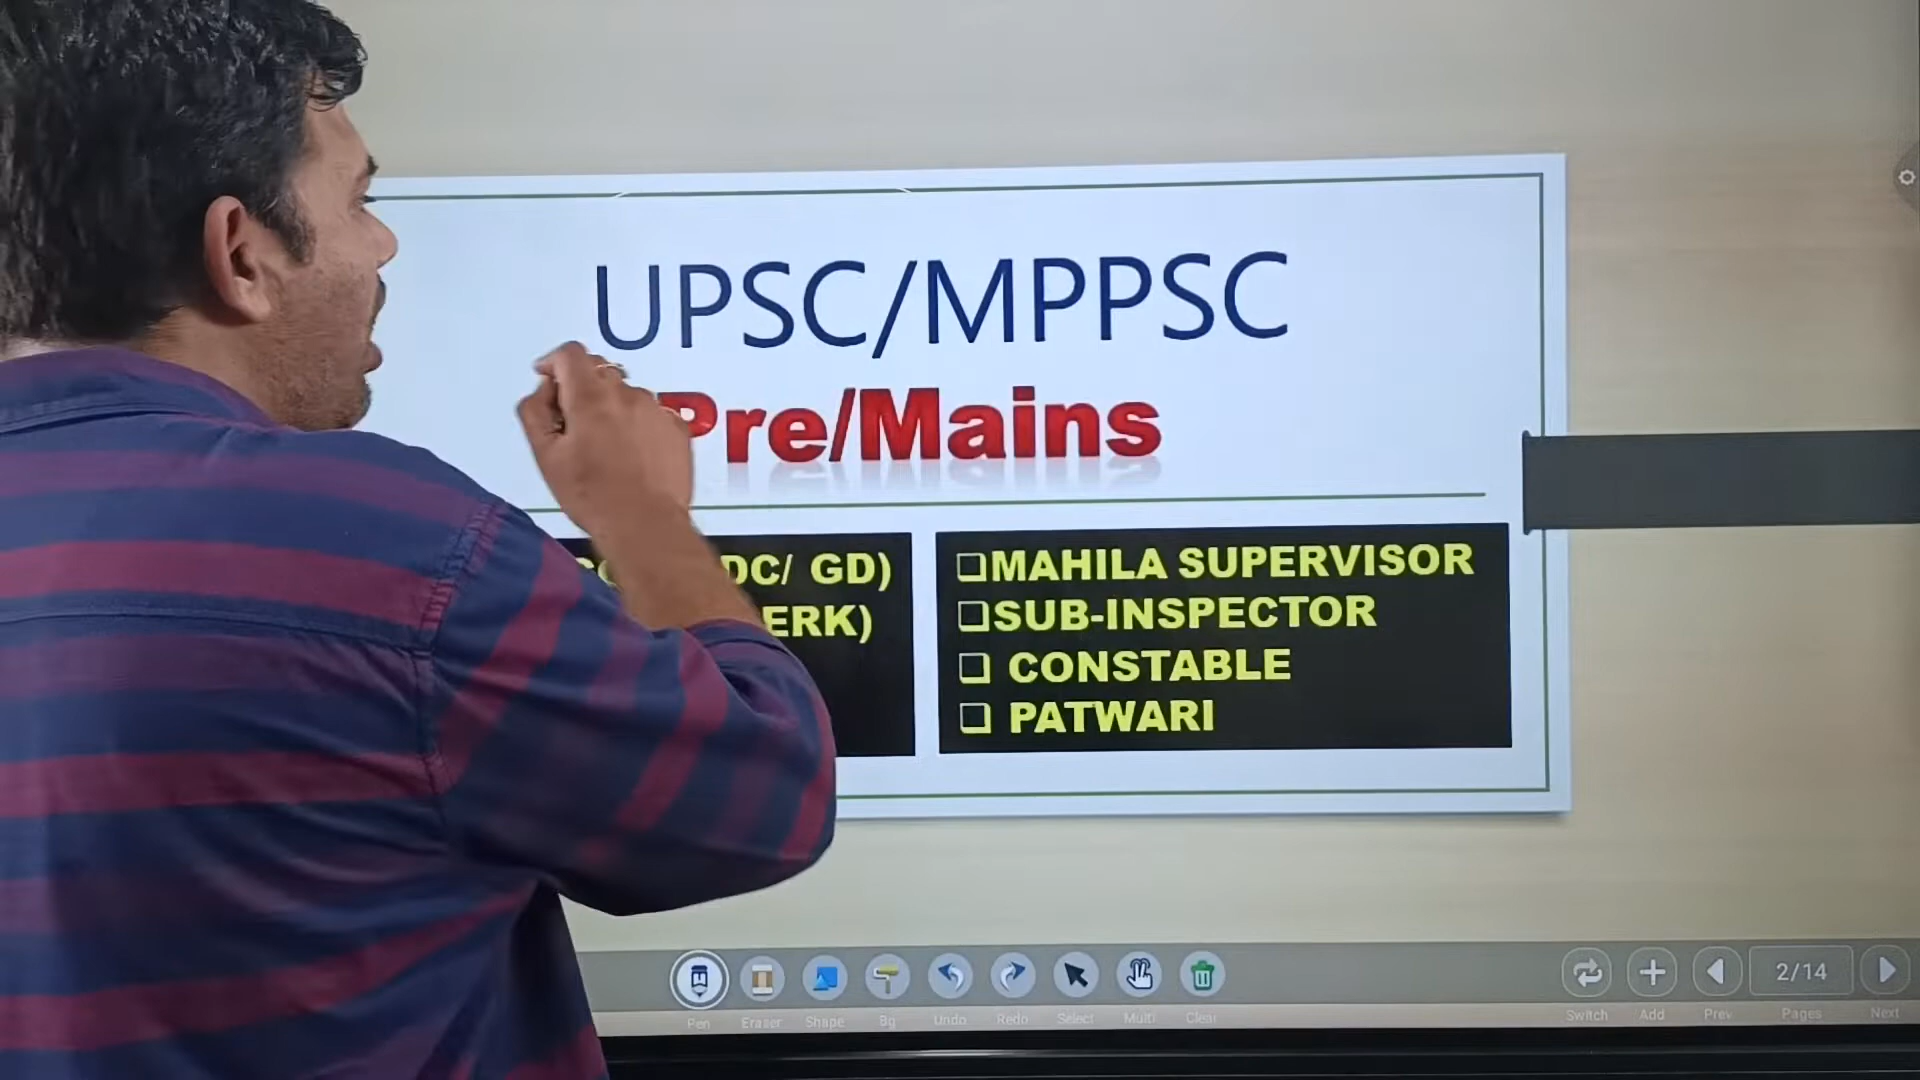 UPSC/MPPSC
Pre/Mains
DC/ GD)
ERK)
❑MAHILA SUPERVISOR
❑SUB-INSPECTOR
❑ CONSTABLE
❑ PATWARI
Pen Eraser Shape Bg Undo Redo Select Multi Clear
Switch Add Prev Pages Next
2/14